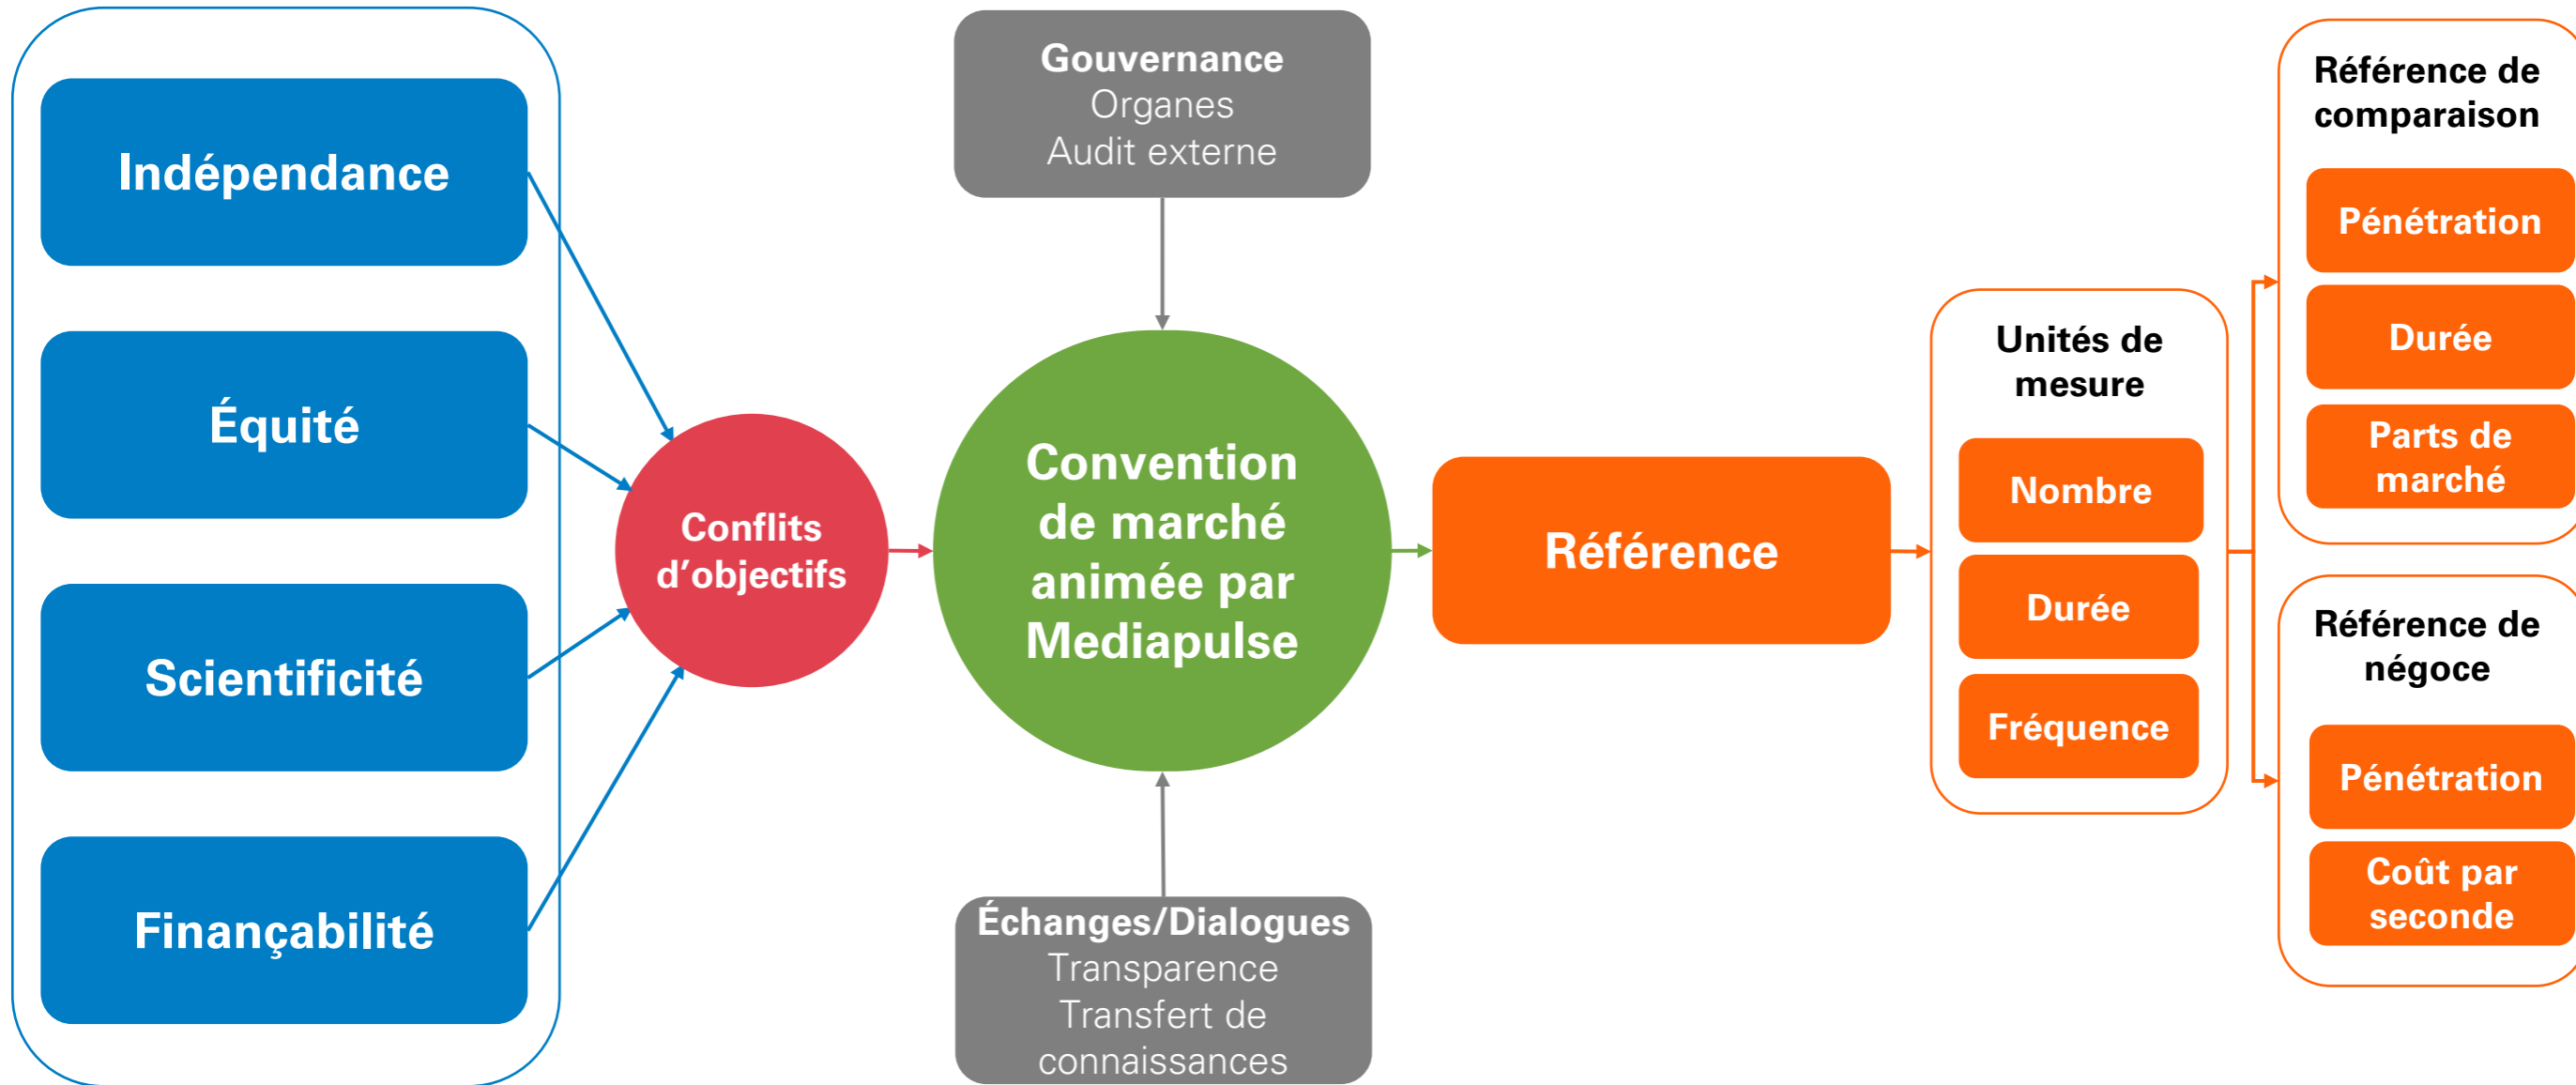 Indépendance
Équité
Scientificité
Finançabilité
Conflits
d’objectifs
Gouvernance
Organes
Audit externe
Convention
de marché
animée par
Mediapulse
Échanges/Dialogues
Transparence
Transfert de
connaissances
Référence
Unités de
mesure
Nombre
Durée
Fréquence
Référence de
comparaison
Pénétration
Durée
Parts de
marché
Référence de
négoce
Pénétration
Coût par
seconde